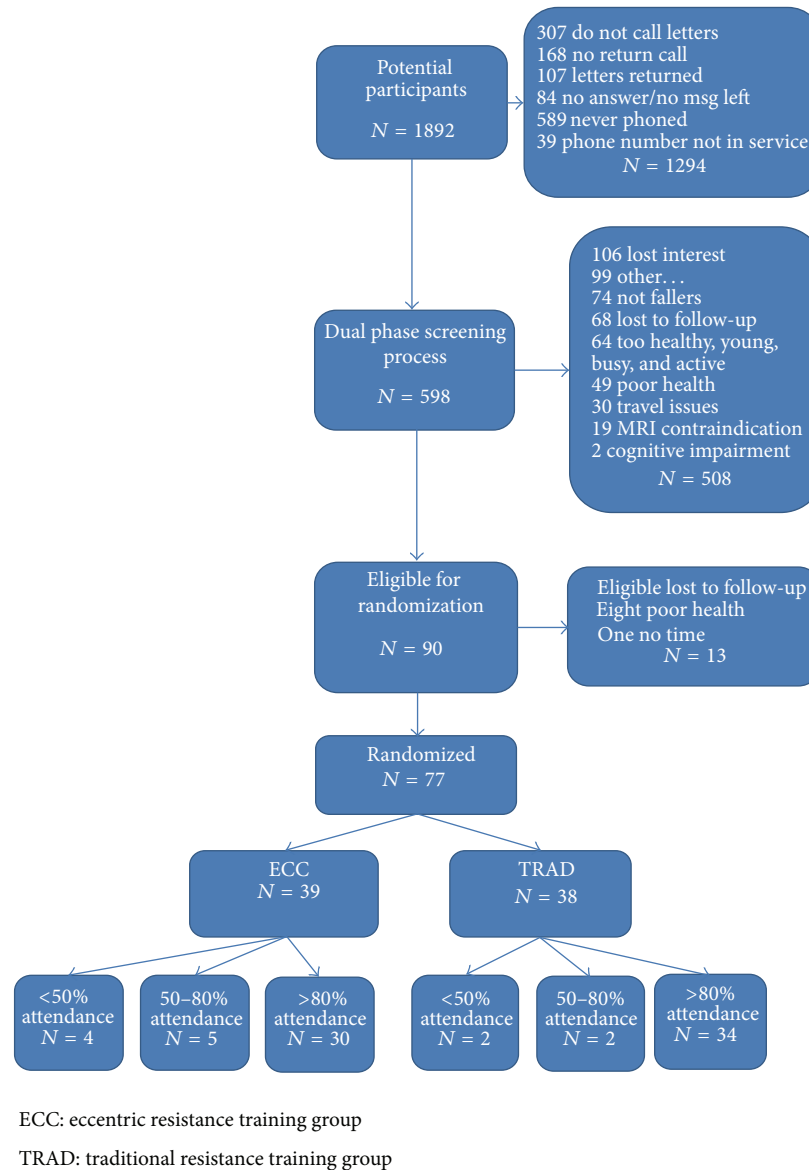 Potential
participants
N = 1892
307 do not call letters
168 no return call
107 letters returned
84 no answer/no msg left
589 never phoned
39 phone number not in service
N = 1294
Dual phase screening
process
N = 598
106 lost interest
99 other…
74 not fallers
68 lost to follow-up
64 too healthy, young,
busy, and active
49 poor health
30 travel issues
19 MRI contraindication
2 cognitive impairment
N = 508
Eligible for
randomization
N = 90
Eligible lost to follow-up
Eight poor health
One no time
N = 13
Randomized
N = 77
ECC
N = 39
TRAD
N = 38
<50%
attendance
N = 4
50–80%
attendance
N = 5
>80%
attendance
N = 30
<50%
attendance
N = 2
50–80%
attendance
N = 2
>80%
attendance
N = 34
ECC: eccentric resistance training group
TRAD: traditional resistance training group